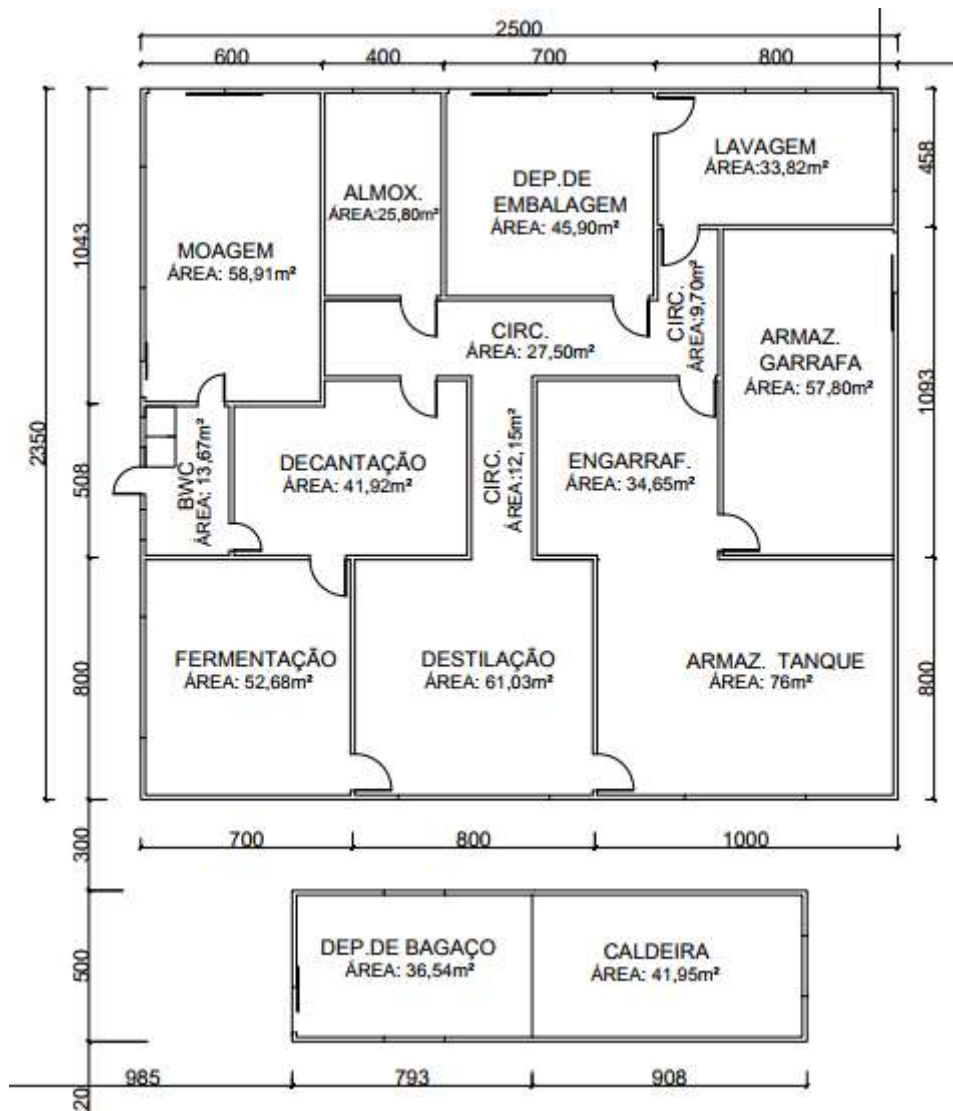 2500
600
400
700
800
2350
1043
508
800
300
500
20
458
1093
800
MOAGEM
ÁREA: 58,91m²
ALMOX.
ÁREA:25,80m²
DEP.DE
EMBALAGEM
ÁREA: 45,90m²
LAVAGEM
ÁREA:33,82m²
CIRC.
ÁREA: 27,50m²
CIRC.
ÁREA:9,70m²
ARMAZ.
GARRAFA
ÁREA: 57,80m²
BWC
ÁREA: 13,67m²
DECANTAÇÃO
ÁREA: 41,92m²
CIRC.
ÁREA:12,15m²
ENGARRAF.
ÁREA: 34,65m²
FERMENTAÇÃO
ÁREA: 52,68m²
DESTILAÇÃO
ÁREA: 61,03m²
ARMAZ. TANQUE
ÁREA: 76m²
700
800
1000
DEP.DE BAGAÇO
ÁREA: 36,54m²
CALDEIRA
ÁREA: 41,95m²
985
793
908